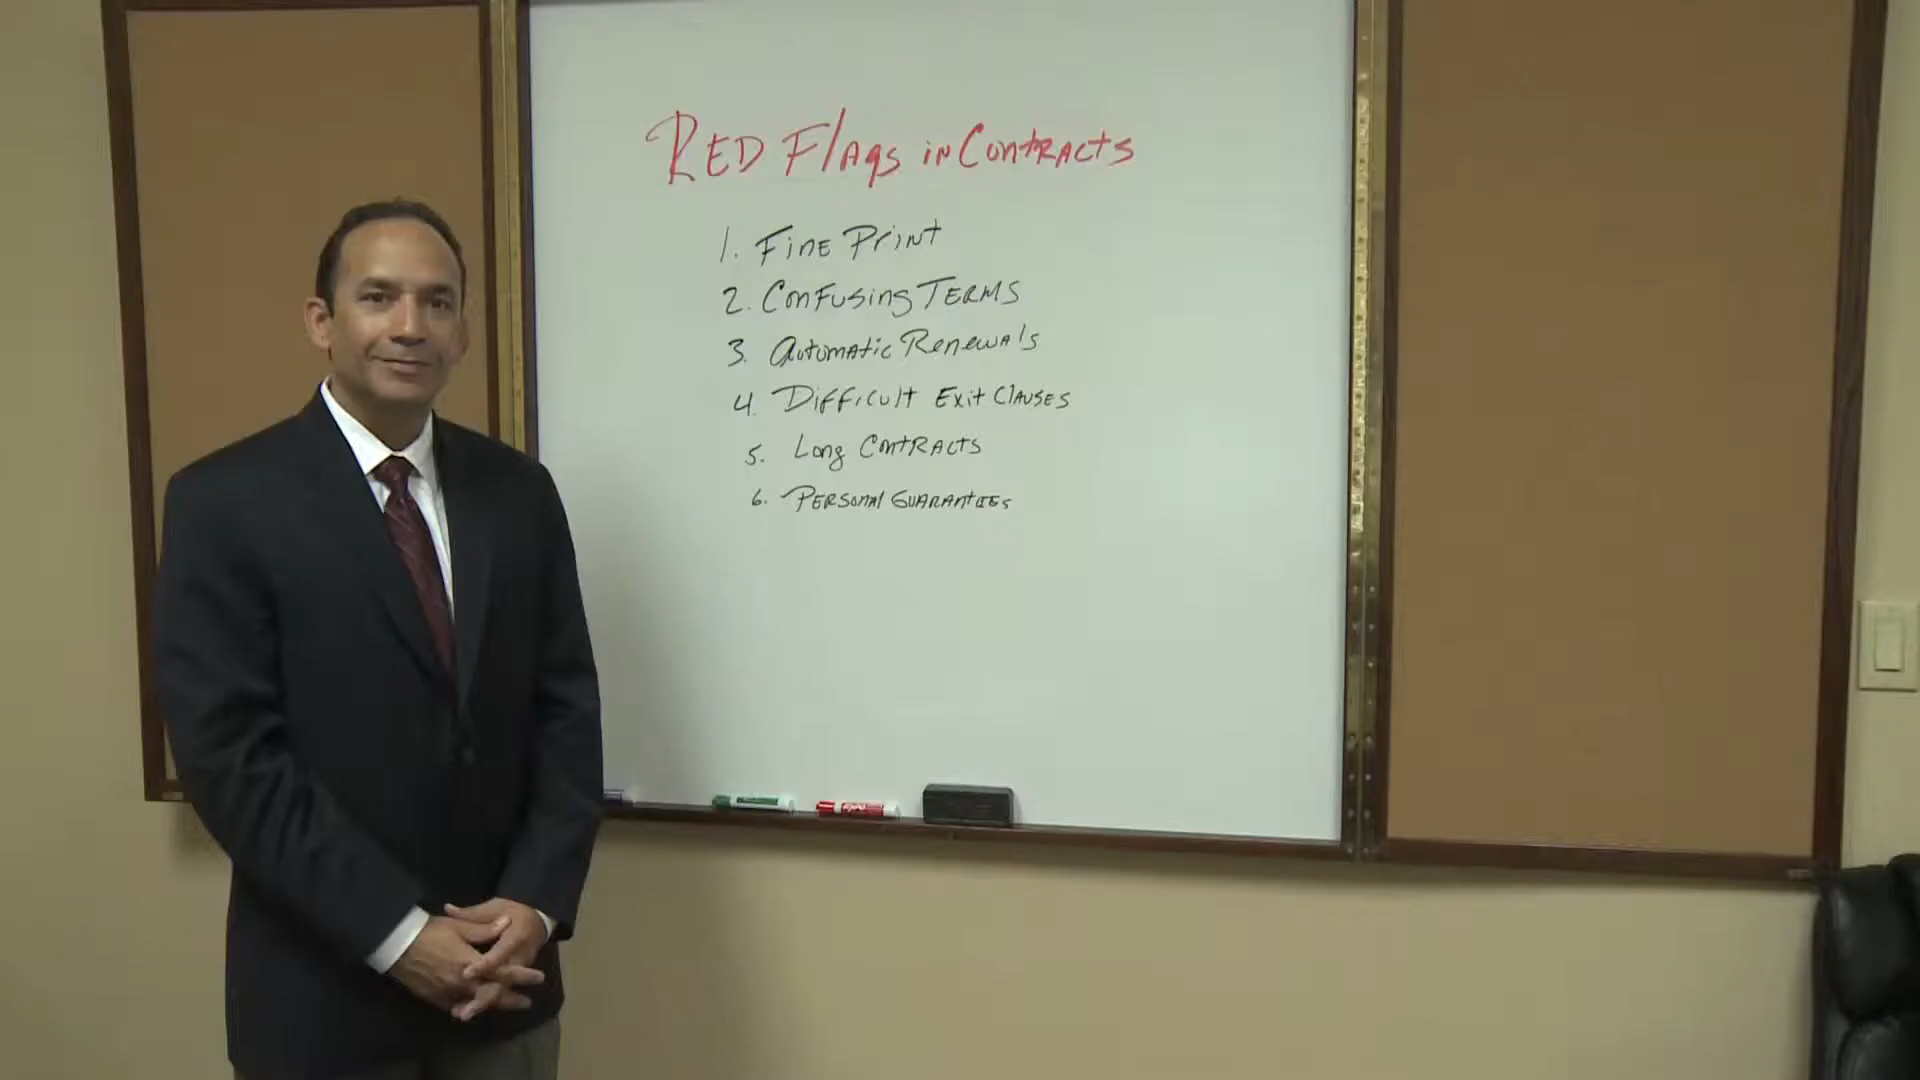 RED Flags in Contracts
1. Fine Print
2. Confusing Terms
3. Automatic Renewals
4. Difficult Exit Clauses
5. Long Contracts
6. Personal Guarantees